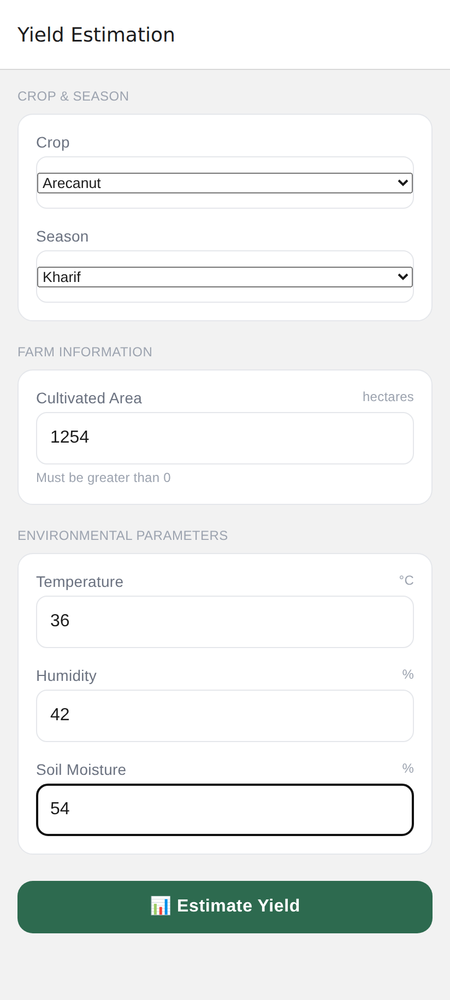 Yield Estimation
CROP & SEASON
Crop
Arecanut
Season
Kharif
FARM INFORMATION
Cultivated Area hectares
1254
Must be greater than 0
ENVIRONMENTAL PARAMETERS
Temperature °C
36
Humidity %
42
Soil Moisture %
54
📊 Estimate Yield